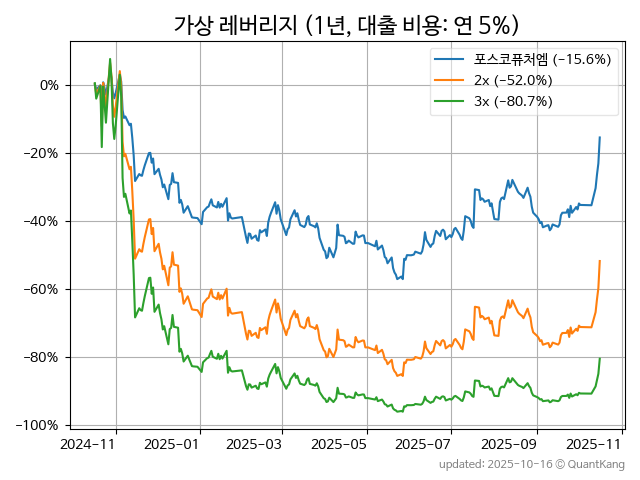 가상 레버리지 (1년, 대출 비용: 연 5%)
포스코퓨처엠 (-15.6%)
2x (-52.0%)
3x (-80.7%)
0%
−20%
−40%
−60%
−80%
−100%
2024-11 2025-01 2025-03 2025-05 2025-07 2025-09 2025-11
updated: 2025-10-16 © QuantKang